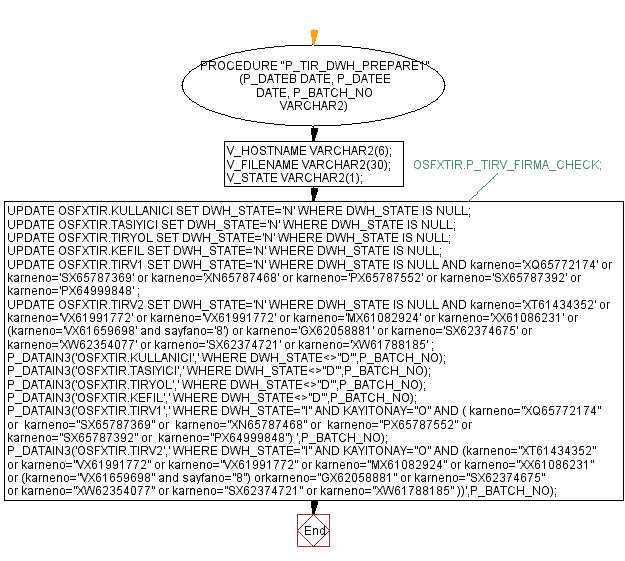 PROCEDURE "P_TIR_DWH_PREPARE1"
(P_DATEB DATE, P_DATEE
DATE, P_BATCH_NO
VARCHAR2)
V_HOSTNAME VARCHAR2(6);
V_FILENAME VARCHAR2(30);
V_STATE VARCHAR2(1);
OSFXTIR.P_TIRV_FIRMA_CHECK;
UPDATE OSFXTIR.KULLANICI SET DWH_STATE='N' WHERE DWH_STATE IS NULL;
UPDATE OSFXTIR.TASIYICI SET DWH_STATE='N' WHERE DWH_STATE IS NULL;
UPDATE OSFXTIR.TIRYOL SET DWH_STATE='N' WHERE DWH_STATE IS NULL;
UPDATE OSFXTIR.KEFIL SET DWH_STATE='N' WHERE DWH_STATE IS NULL;
UPDATE OSFXTIR.TIRV1 SET DWH_STATE='N' WHERE DWH_STATE IS NULL AND karneno='XQ65772174' or
karneno='SX65787369' or karneno='XN65787468' or karneno='PX65787552' or karneno='SX65787392' or
karneno='PX64999848' ;
UPDATE OSFXTIR.TIRV2 SET DWH_STATE='N' WHERE DWH_STATE IS NULL AND karneno='XT61434352' or
karneno='VX61991772' or karneno='VX61991772' or karneno='MX61082924' or karneno='XX61086231' or
(karneno='VX61659698' and sayfano='8') or karneno='GX62058881' or karneno='SX62374675' or
karneno='XW62354077' or karneno='SX62374721' or karneno='XW61788185' ;
P_DATAIN3('OSFXTIR.KULLANICI',' WHERE DWH_STATE<>''D''',P_BATCH_NO);
P_DATAIN3('OSFXTIR.TASIYICI',' WHERE DWH_STATE<>''D''',P_BATCH_NO);
P_DATAIN3('OSFXTIR.TIRYOL',' WHERE DWH_STATE<>''D''',P_BATCH_NO);
P_DATAIN3('OSFXTIR.KEFIL',' WHERE DWH_STATE<>''D''',P_BATCH_NO);
P_DATAIN3('OSFXTIR.TIRV1',' WHERE DWH_STATE=''I'' AND KAYITONAY=''O'' AND ( karneno=''XQ65772174''
or karneno=''SX65787369'' or karneno=''XN65787468'' or karneno=''PX65787552'' or
karneno=''SX65787392'' or karneno=''PX64999848'') ',P_BATCH_NO);
P_DATAIN3('OSFXTIR.TIRV2',' WHERE DWH_STATE=''I'' AND KAYITONAY=''O'' AND (karneno=''XT61434352''
or karneno=''VX61991772'' or karneno=''VX61991772'' or karneno=''MX61082924'' or karneno=''XX61086231''
or (karneno=''VX61659698'' and sayfano=''8'') orkarneno=''GX62058881'' or karneno=''SX62374675''
or karneno=''XW62354077'' or karneno=''SX62374721'' or karneno=''XW61788185'' ))',P_BATCH_NO);
End